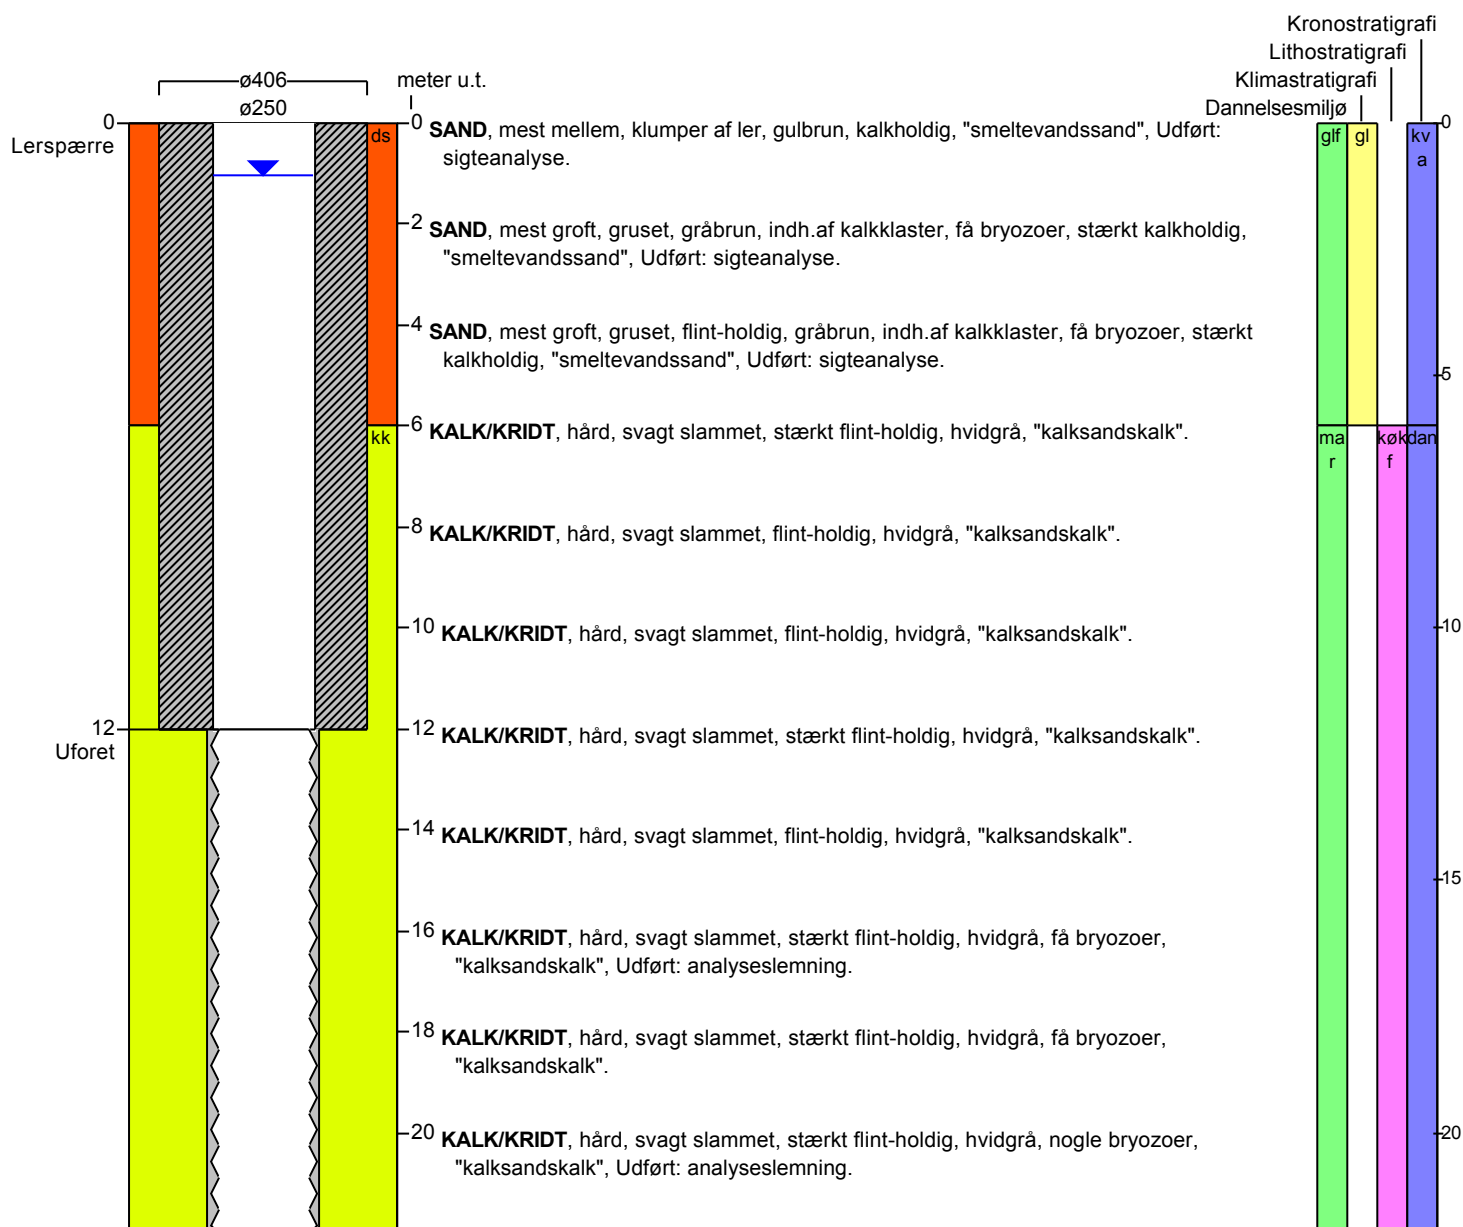 Kronostratigrafi
Lithostratigrafi
Klimastratigrafi
Dannelsesmiljø
ø406
ø250
meter u.t.
0
Lerspærre
ds
0 SAND, mest mellem, klumper af ler, gulbrun, kalkholdig, "smeltevandssand", Udført:
sigteanalyse.
glf
gl
kv
a
0
2 SAND, mest groft, gruset, gråbrun, indh.af kalkklaster, få bryozoer, stærkt kalkholdig,
"smeltevandssand", Udført: sigteanalyse.
4 SAND, mest groft, gruset, flint-holdig, gråbrun, indh.af kalkklaster, få bryozoer, stærkt
kalkholdig, "smeltevandssand", Udført: sigteanalyse.
5
kk
6 KALK/KRIDT, hård, svagt slammet, stærkt flint-holdig, hvidgrå, "kalksandskalk".
ma
r
køk
f
dan
8 KALK/KRIDT, hård, svagt slammet, flint-holdig, hvidgrå, "kalksandskalk".
10 KALK/KRIDT, hård, svagt slammet, flint-holdig, hvidgrå, "kalksandskalk".
10
12
Uforet
12 KALK/KRIDT, hård, svagt slammet, stærkt flint-holdig, hvidgrå, "kalksandskalk".
14 KALK/KRIDT, hård, svagt slammet, flint-holdig, hvidgrå, "kalksandskalk".
15
16 KALK/KRIDT, hård, svagt slammet, stærkt flint-holdig, hvidgrå, få bryozoer,
"kalksandskalk", Udført: analyseslemning.
18 KALK/KRIDT, hård, svagt slammet, stærkt flint-holdig, hvidgrå, få bryozoer,
"kalksandskalk".
20 KALK/KRIDT, hård, svagt slammet, stærkt flint-holdig, hvidgrå, nogle bryozoer,
"kalksandskalk", Udført: analyseslemning.
20